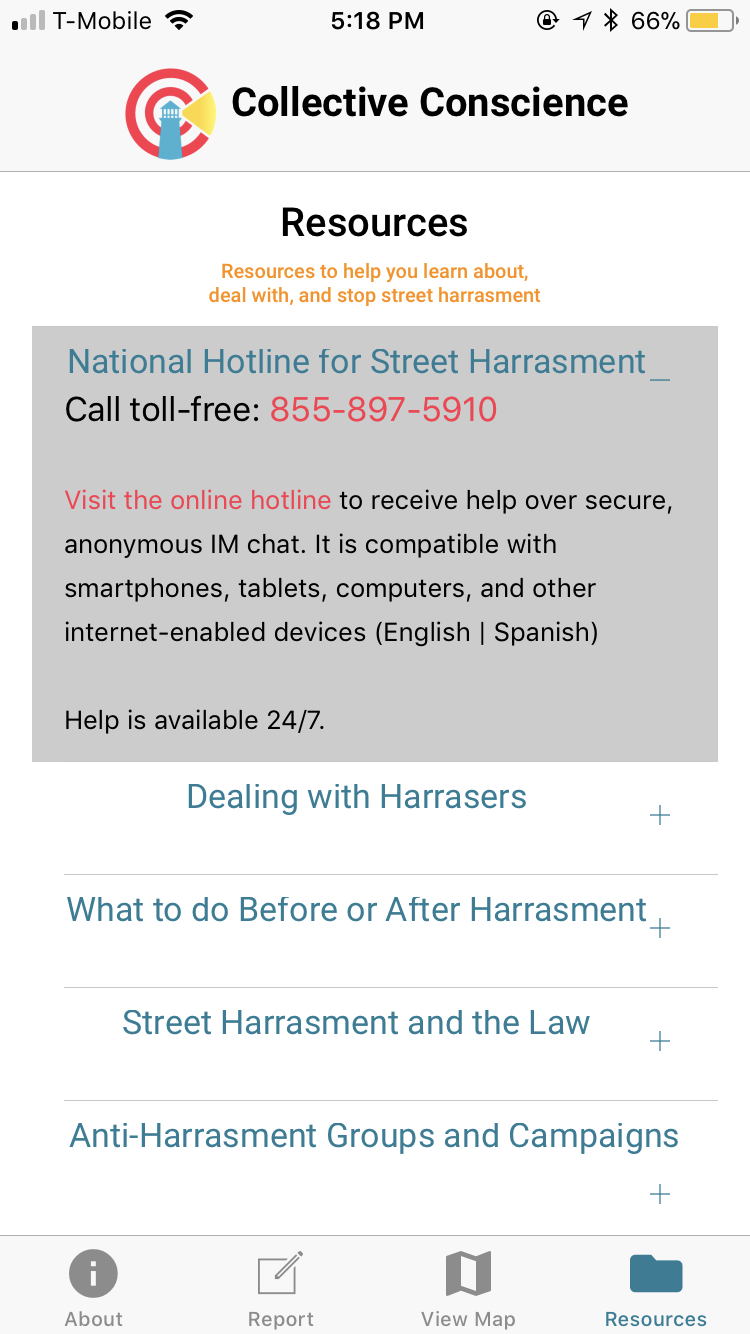 T-Mobile 5:18 PM 66%
Collective Conscience
Resources
Resources to help you learn about,
deal with, and stop street harrasment
National Hotline for Street Harrasment _
Call toll-free: 855-897-5910
Visit the online hotline to receive help over secure,
anonymous IM chat. It is compatible with
smartphones, tablets, computers, and other
internet-enabled devices (English | Spanish)
Help is available 24/7.
Dealing with Harrasers +
What to do Before or After Harrasment +
Street Harrasment and the Law +
Anti-Harrasment Groups and Campaigns
+
About Report View Map Resources